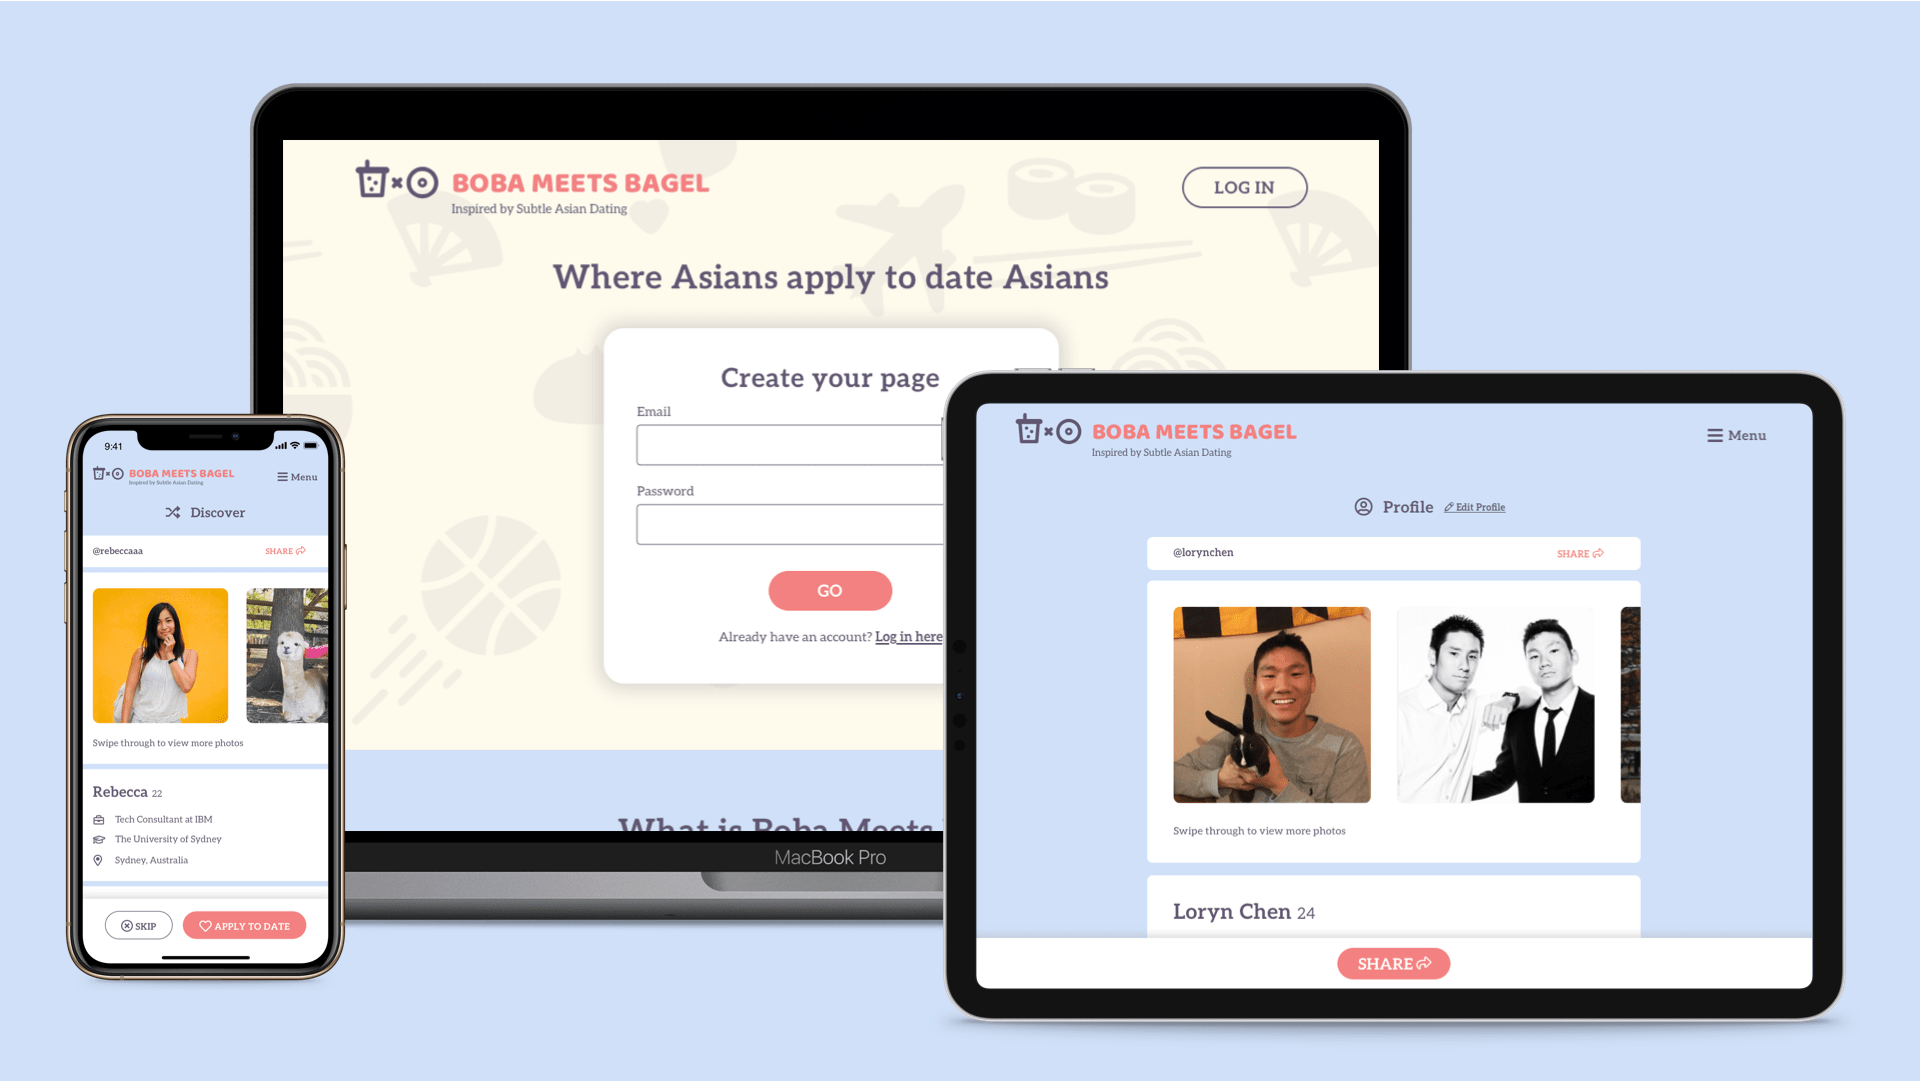 BOBA MEETS BAGEL
Inspired by Subtle Asian Dating
LOG IN
Where Asians apply to date Asians
Create your page
Email
Password
GO
Already have an account? Log in here
What is Boba Meets
MacBook Pro
9:41
BOBA MEETS BAGEL
Inspired by Subtle Asian Dating
Menu
Discover
@rebeccaaa
SHARE
Swipe through to view more photos
Rebecca 22
Tech Consultant at IBM
The University of Sydney
Sydney, Australia
SKIP
APPLY TO DATE
BOBA MEETS BAGEL
Inspired by Subtle Asian Dating
Menu
Profile
Edit Profile
@lorynchen
SHARE
Swipe through to view more photos
Loryn Chen 24
SHARE